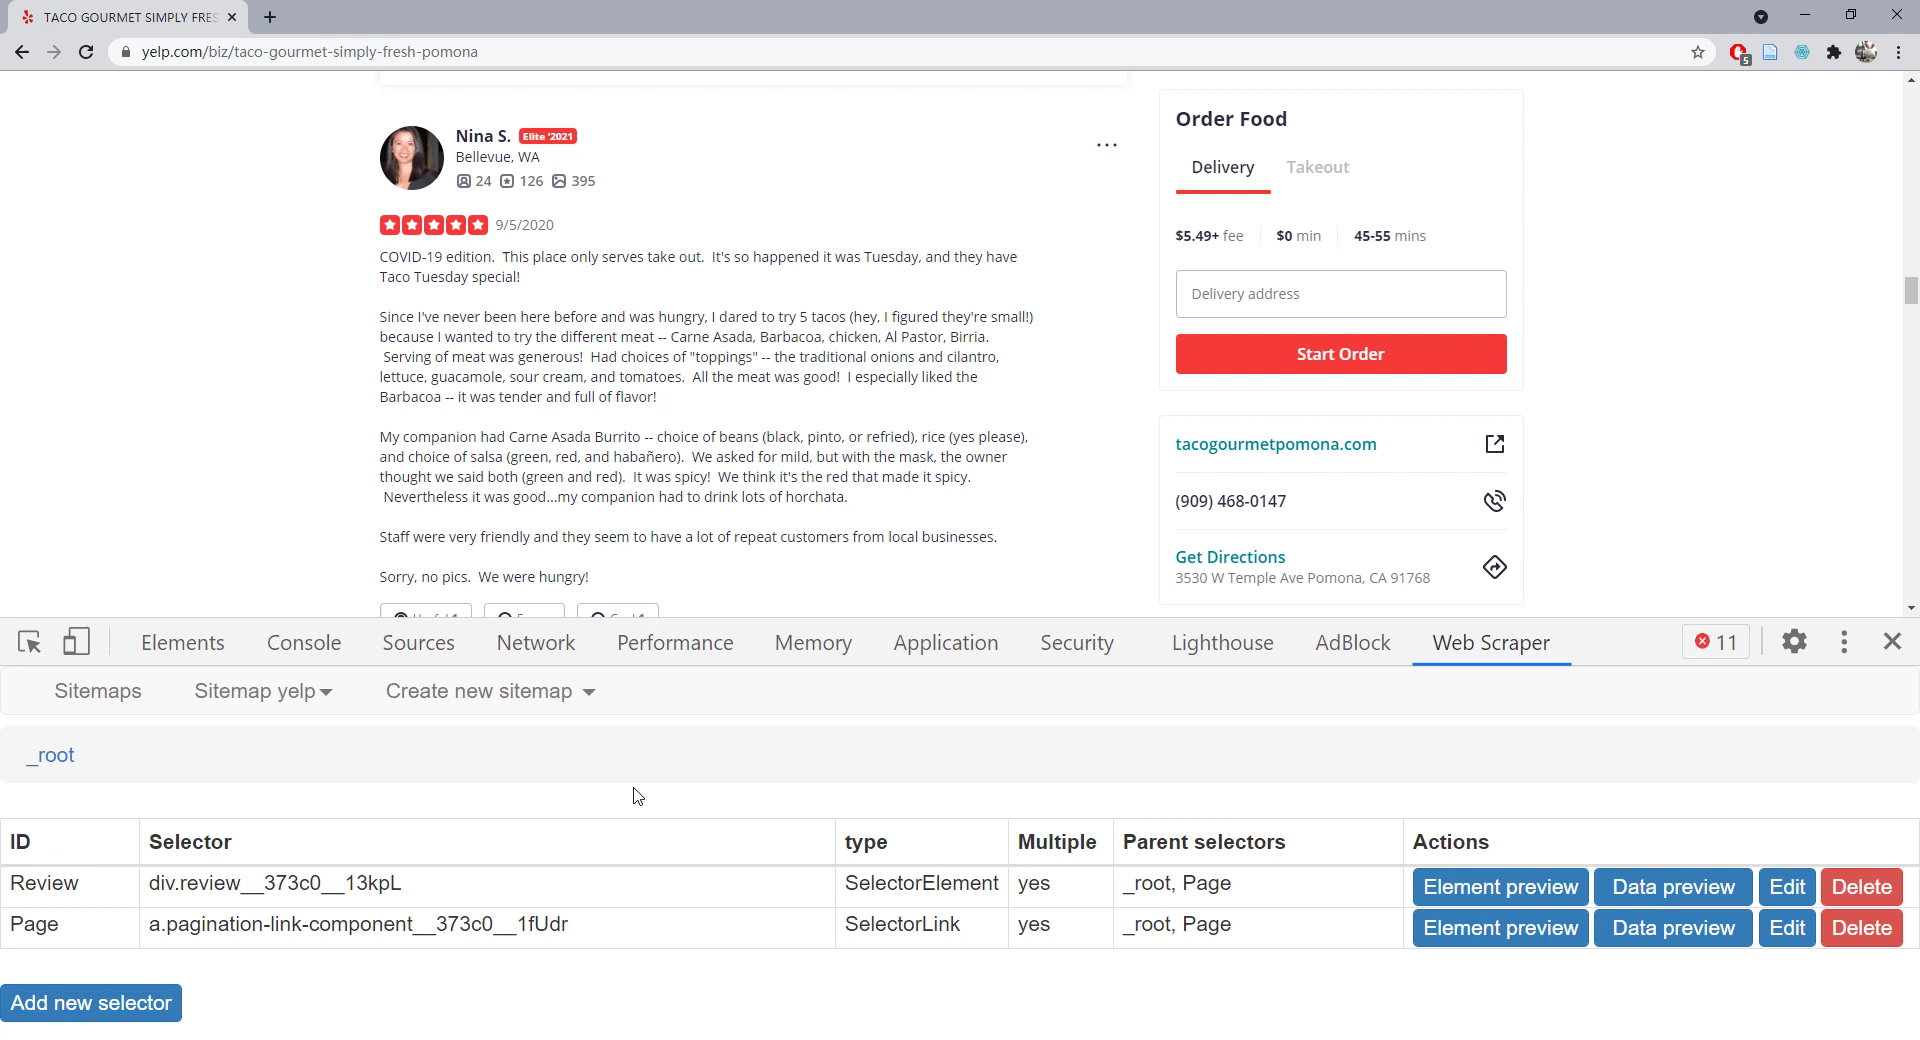 TACO GOURMET SIMPLY FRES
yelp.com/biz/taco-gourmet-simply-fresh-pomona
5
Nina S. Elite '2021
Bellevue, WA
24 126 395
9/5/2020
COVID-19 edition. This place only serves take out. It's so happened it was Tuesday, and they have
Taco Tuesday special!
Since I've never been here before and was hungry, I dared to try 5 tacos (hey, I figured they're small!)
because I wanted to try the different meat -- Carne Asada, Barbacoa, chicken, Al Pastor, Birria.
Serving of meat was generous! Had choices of "toppings" -- the traditional onions and cilantro,
lettuce, guacamole, sour cream, and tomatoes. All the meat was good! I especially liked the
Barbacoa -- it was tender and full of flavor!
My companion had Carne Asada Burrito -- choice of beans (black, pinto, or refried), rice (yes please),
and choice of salsa (green, red, and habañero). We asked for mild, but with the mask, the owner
thought we said both (green and red). It was spicy! We think it's the red that made it spicy.
Nevertheless it was good...my companion had to drink lots of horchata.
Staff were very friendly and they seem to have a lot of repeat customers from local businesses.
Sorry, no pics. We were hungry!
Order Food
Delivery Takeout
$5.49+ fee $0 min 45-55 mins
Delivery address
Start Order
tacogourmetpomona.com
(909) 468-0147
Get Directions
3530 W Temple Ave Pomona, CA 91768
Elements Console Sources Network Performance Memory Application Security Lighthouse AdBlock Web Scraper 11
Sitemaps Sitemap yelp Create new sitemap
_root
ID Selector type Multiple Parent selectors Actions
Review div.review__373c0__13kpL SelectorElement yes _root, Page Element preview Data preview Edit Delete
Page a.pagination-link-component__373c0__1fUdr SelectorLink yes _root, Page Element preview Data preview Edit Delete
Add new selector